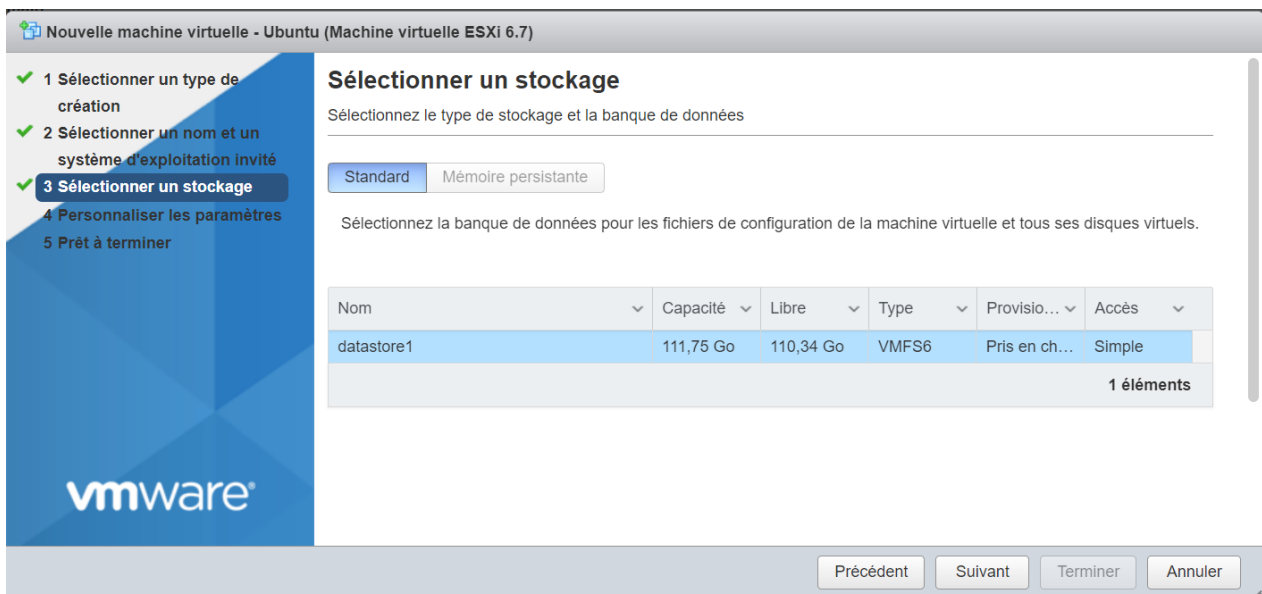 Nouvelle machine virtuelle - Ubuntu (Machine virtuelle ESXi 6.7)
1 Sélectionner un type de
création
2 Sélectionner un nom et un
système d'exploitation invité
3 Sélectionner un stockage
4 Personnaliser les paramètres
5 Prêt à terminer
vmware®
Sélectionner un stockage
Sélectionnez le type de stockage et la banque de données
Standard Mémoire persistante
Sélectionnez la banque de données pour les fichiers de configuration de la machine virtuelle et tous ses disques virtuels.
Nom Capacité Libre Type Provisio... Accès
datastore1 111,75 Go 110,34 Go VMFS6 Pris en ch... Simple
1 éléments
Précédent Suivant Terminer Annuler